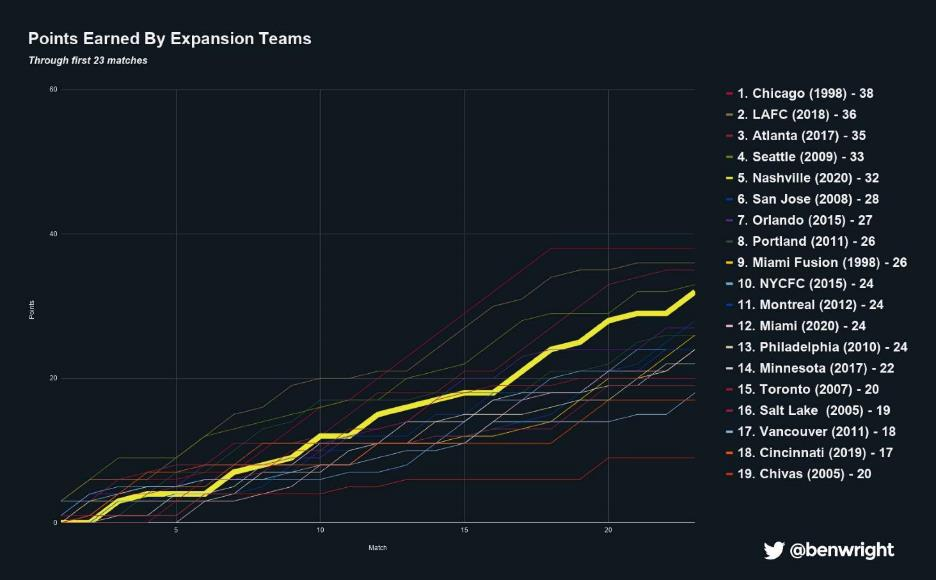 Points Earned By Expansion Teams
Through first 23 matches
60
40
20
0
Points
5
10
15
20
Match
1. Chicago (1998) - 38
2. LAFC (2018) - 36
3. Atlanta (2017) - 35
4. Seattle (2009) - 33
5. Nashville (2020) - 32
6. San Jose (2008) - 28
7. Orlando (2015) - 27
8. Portland (2011) - 26
9. Miami Fusion (1998) - 26
10. NYCFC (2015) - 24
11. Montreal (2012) - 24
12. Miami (2020) - 24
13. Philadelphia (2010) - 24
14. Minnesota (2017) - 22
15. Toronto (2007) - 20
16. Salt Lake (2005) - 19
17. Vancouver (2011) - 18
18. Cincinnati (2019) - 17
19. Chivas (2005) - 20
@benwright